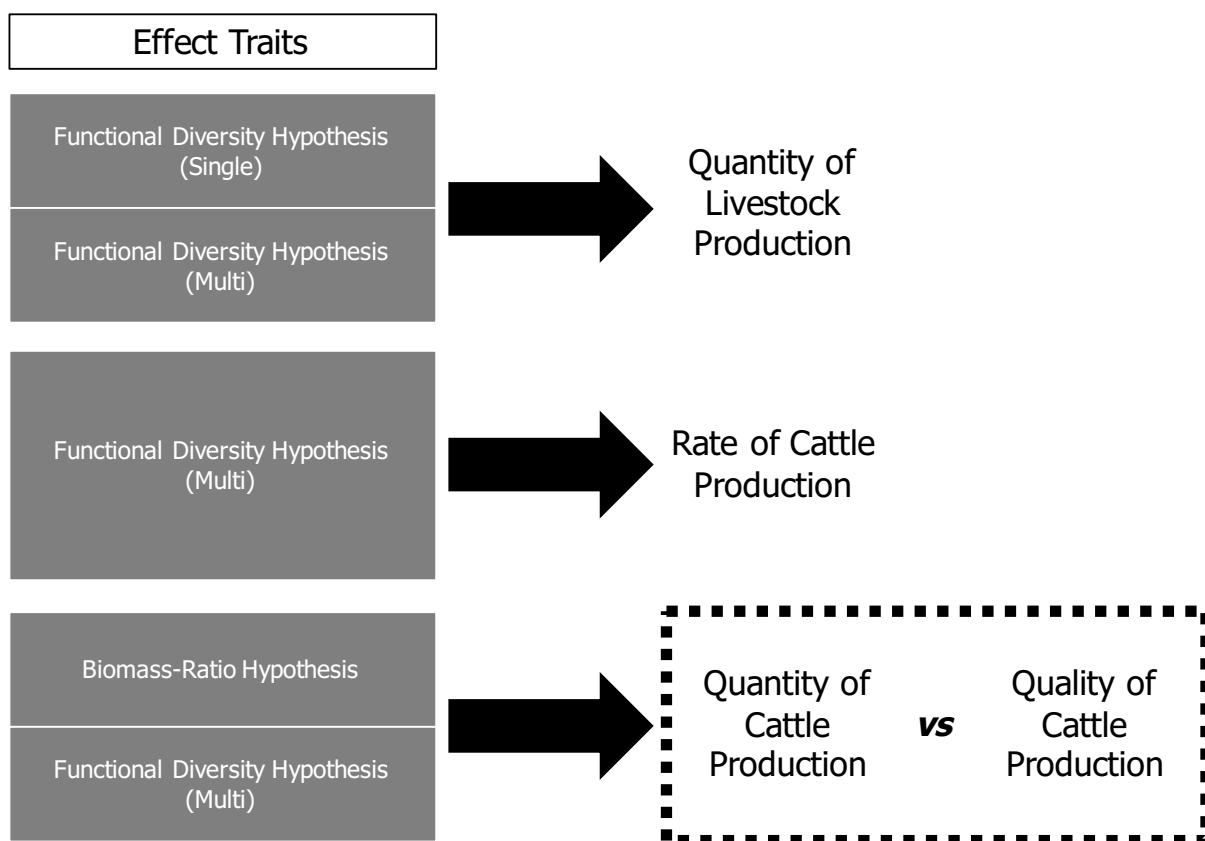 Effect Traits
Functional Diversity Hypothesis
(Single)
Functional Diversity Hypothesis
(Multi)
Quantity of
Livestock
Production
Functional Diversity Hypothesis
(Multi)
Rate of Cattle
Production
Biomass-Ratio Hypothesis
Functional Diversity Hypothesis
(Multi)
Quantity of
Cattle
Production
vs
Quality of
Cattle
Production